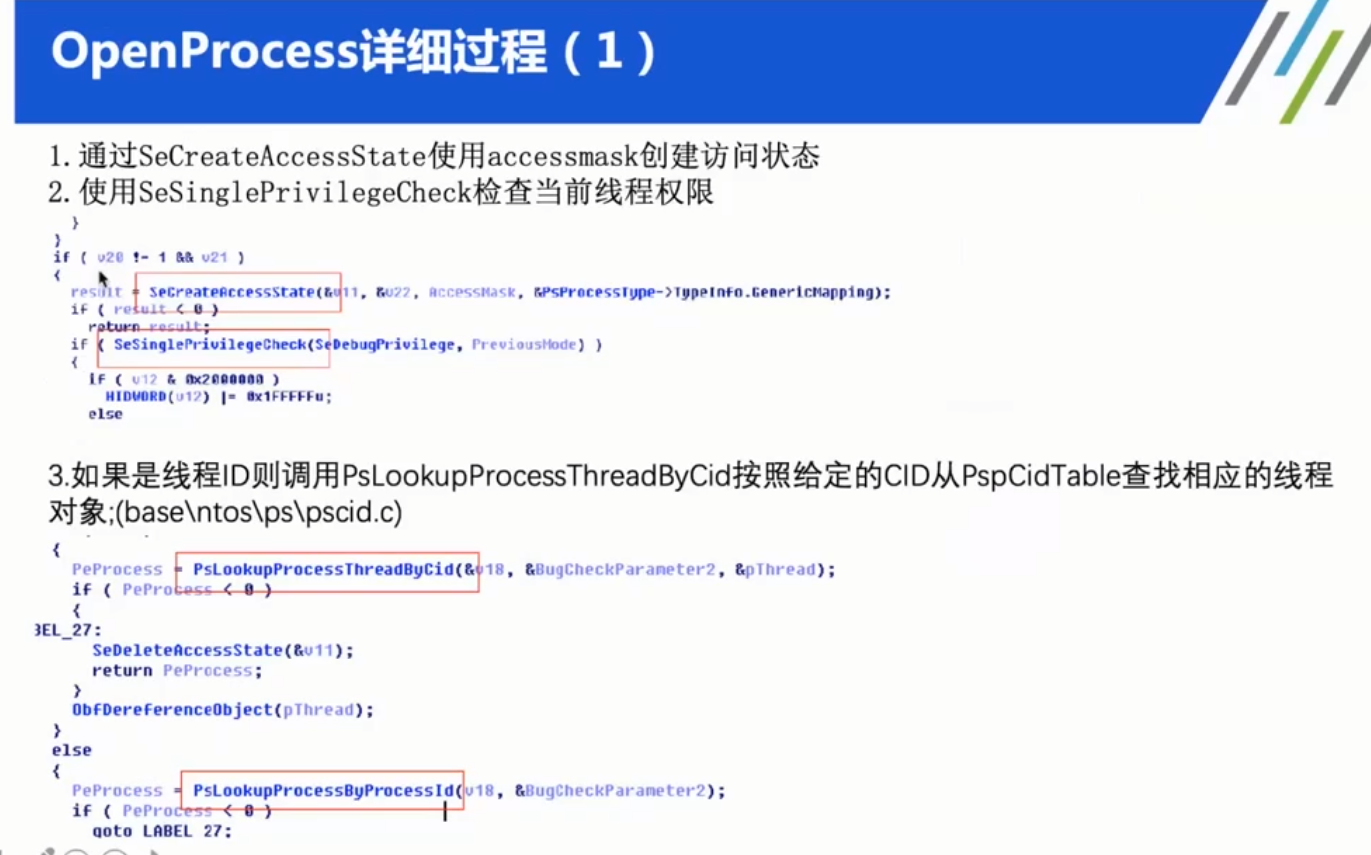 OpenProcess详细过程（1）
1.通过SeCreateAccessState使用accessmask创建访问状态
2.使用SeSinglePrivilegeCheck检查当前线程权限
}
}
if ( v20 != 1 && v21 )
{
result = SeCreateAccessState(&v11, &v22, AccessMask, &PsProcessType->TypeInfo.GenericMapping);
if ( result < 0 )
return result;
if ( SeSinglePrivilegeCheck(SeDebugPrivilege, PreviousMode) )
{
if ( v12 & 0x2000000 )
HIDWORD(v12) |= 0x1FFFFFu;
else
3.如果是线程ID则调用PsLookupProcessThreadByCid按照给定的CID从PspCidTable查找相应的线程
对象;(base\ntos\ps\pscid.c)
{
PeProcess = PsLookupProcessThreadByCid(&v18, &BugCheckParameter2, &pThread);
if ( PeProcess < 0 )
{
BEL_27:
SeDeleteAccessState(&v11);
return PeProcess;
}
ObfDereferenceObject(pThread);
}
else
{
PeProcess = PsLookupProcessByProcessId(v18, &BugCheckParameter2);
if ( PeProcess < 0 )
goto LABEL_27;